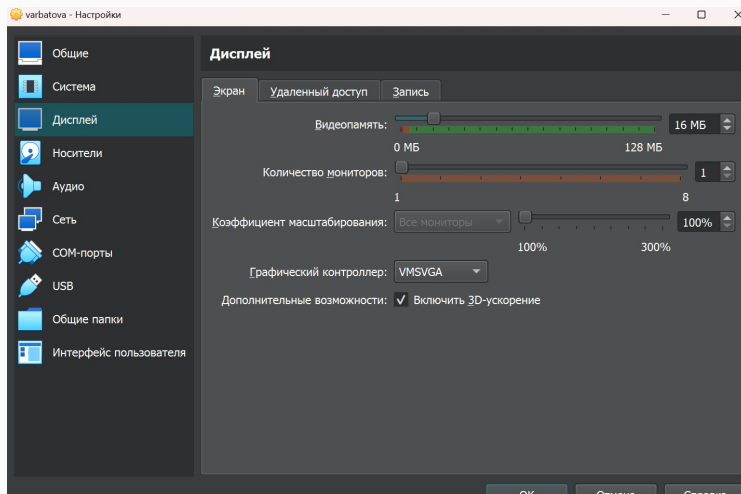 varbatova - Настройки
Общие
Система
Дисплей
Носители
Аудио
Сеть
COM-порты
USB
Общие папки
Интерфейс пользователя
Дисплей
Экран Удаленный доступ Запись
Видеопамять: 16 МБ
0 МБ 128 МБ
Количество мониторов: 1
1 8
Коэффициент масштабирования: Все мониторы 100%
100% 300%
Графический контроллер: VMSVGA
Дополнительные возможности: Включить 3D-ускорение
OK Отмена Справка